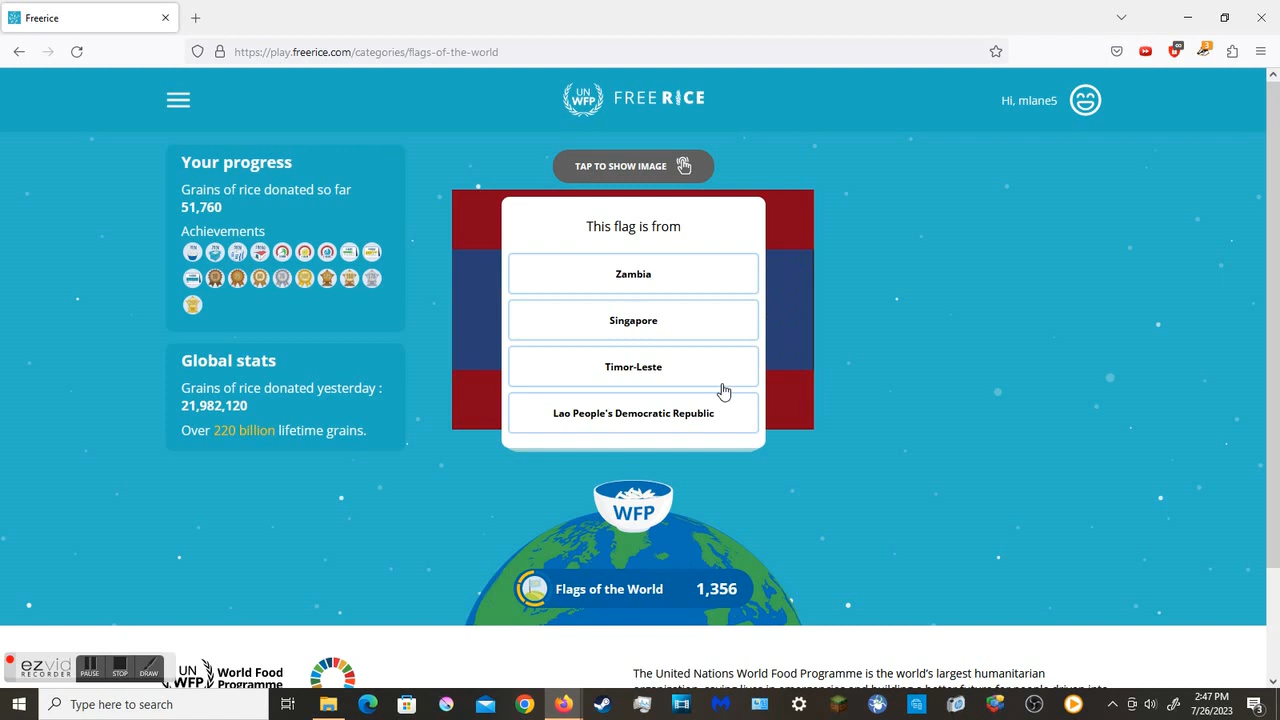 Freerice
https://play.freerice.com/categories/flags-of-the-world
UN
WFP
FREERICE
Hi, mlane5
Your progress
Grains of rice donated so far
51,760
Achievements
Global stats
Grains of rice donated yesterday :
21,982,120
Over 220 billion lifetime grains.
TAP TO SHOW IMAGE
This flag is from
Zambia
Singapore
Timor-Leste
Lao People's Democratic Republic
WFP
Flags of the World 1,356
ezvid
RECORDER
PAUSE STOP DRAW
UN
WFP
World Food
Programme
The United Nations World Food Programme is the world's largest humanitarian
Type here to search
2:47 PM
7/26/2023